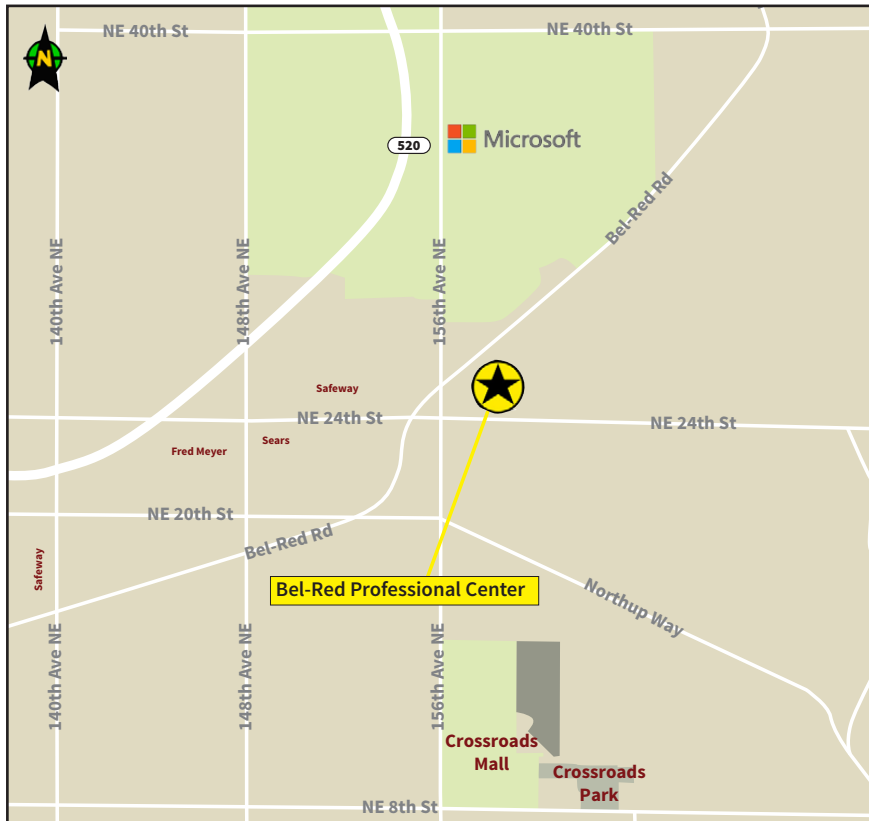 NE 40th St
NE 40th St
N
520
Microsoft
Bel-Red Rd
140th Ave NE
148th Ave NE
156th Ave NE
Safeway
NE 24th St
NE 24th St
Sears
Fred Meyer
NE 20th St
Bel-Red Rd
Safeway
Bel-Red Professional Center
Northup Way
140th Ave NE
148th Ave NE
156th Ave NE
Crossroads
Mall
Crossroads
Park
NE 8th St